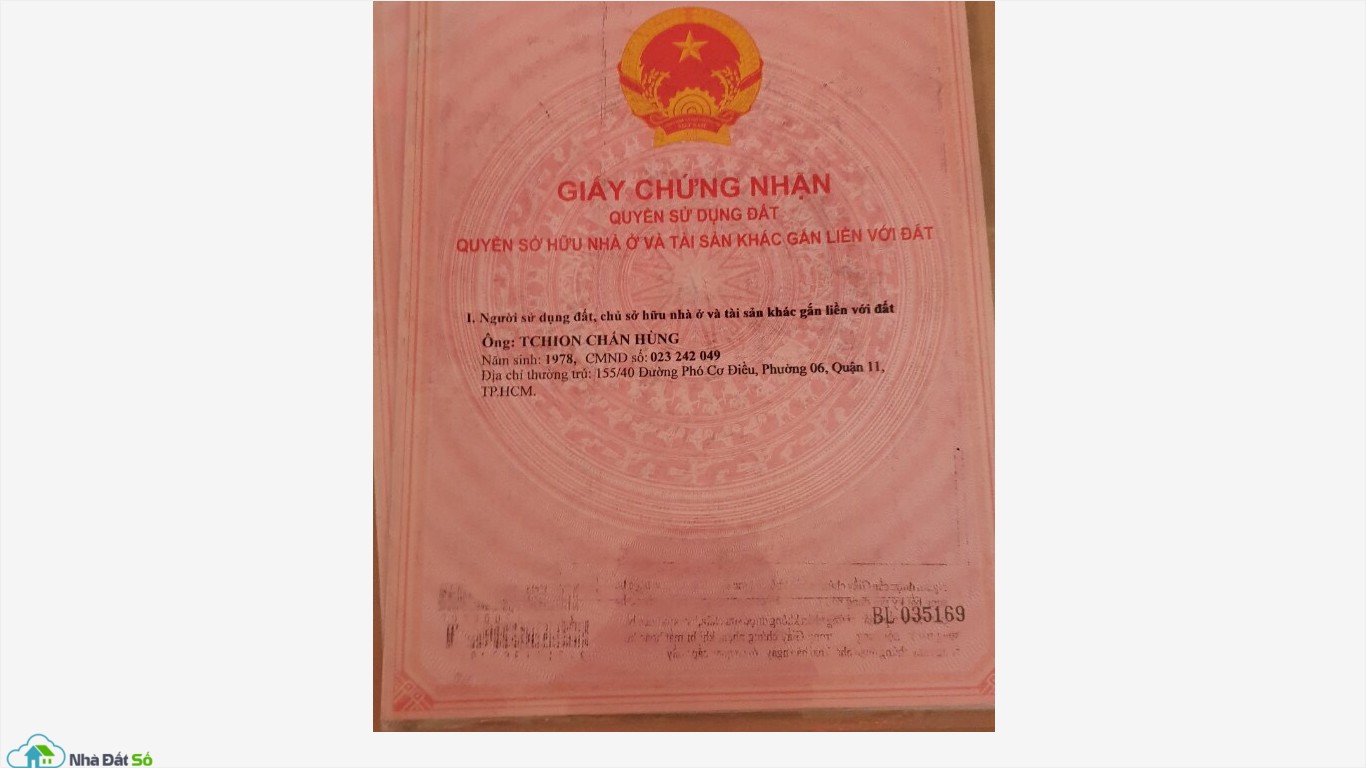 GIẤY CHỨNG NHẬN
QUYỀN SỬ DỤNG ĐẤT
QUYỀN SỞ HỮU NHÀ Ở VÀ TÀI SẢN KHÁC GẮN LIỀN VỚI ĐẤT
I. Người sử dụng đất, chủ sở hữu nhà ở và tài sản khác gắn liền với đất
Ông: TCHION CHẤN HÙNG
Năm sinh: 1978, CMND số: 023 242 049
Địa chỉ thường trú: 155/40 Đường Phó Cơ Điều, Phường 06, Quận 11,
TP.HCM.
BL 035169
Nhà Đất Số